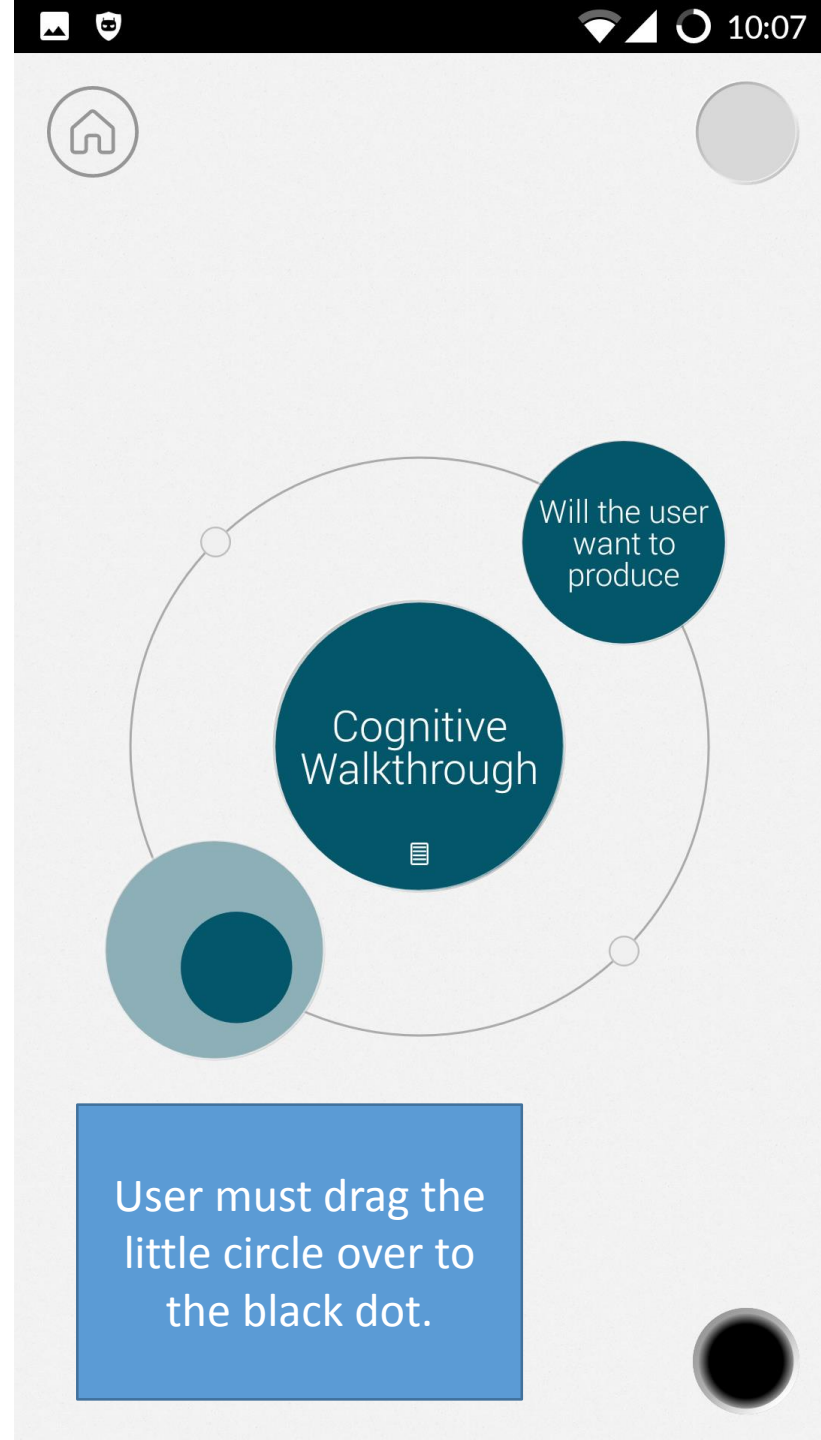 10:07
Will the user
want to
produce
Cognitive
Walkthrough
User must drag the
little circle over to
the black dot.